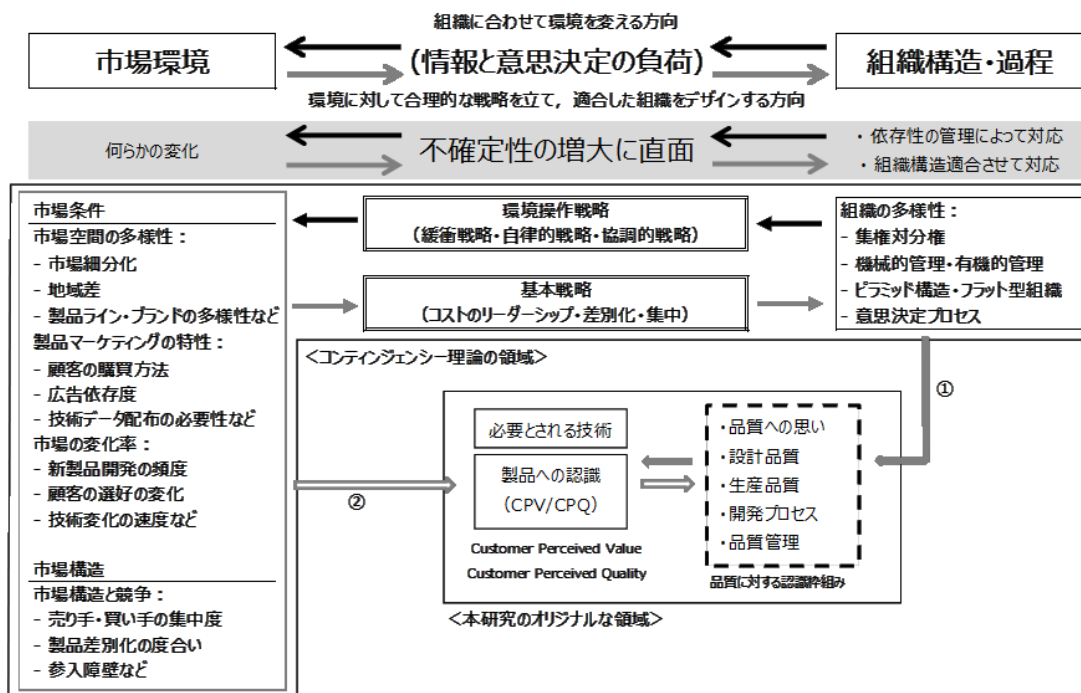 組織に合わせて環境を変える方向
市場環境
(情報と意思決定の負荷)
組織構造・過程
環境に対して合理的な戦略を立て，適合した組織をデザインする方向
何らかの変化
不確定性の増大に直面
・依存性の管理によって対応
・組織構造適合させて対応
市場条件
市場空間の多様性：
- 市場細分化
- 地域差
- 製品ライン・ブランドの多様性など
製品マーケティングの特性：
- 顧客の購買方法
- 広告依存度
- 技術データ配布の必要性など
市場の変化率：
- 新製品開発の頻度
- 顧客の選好の変化
- 技術変化の速度など
市場構造
市場構造と競争：
- 売り手・買い手の集中度
- 製品差別化の度合い
- 参入障壁など
環境操作戦略
（緩衝戦略・自律的戦略・協調的戦略）
基本戦略
（コストのリーダーシップ・差別化・集中）
組織の多様性：
- 集権対分権
- 機械的管理・有機的管理
- ピラミッド構造・フラット型組織
- 意思決定プロセス
＜コンティンジェンシー理論の領域＞
①
②
必要とされる技術
製品への認識
（CPV/CPQ）
Customer Perceived Value
Customer Perceived Quality
・品質への思い
・設計品質
・生産品質
・開発プロセス
・品質管理
品質に対する認識枠組み
＜本研究のオリジナルな領域＞